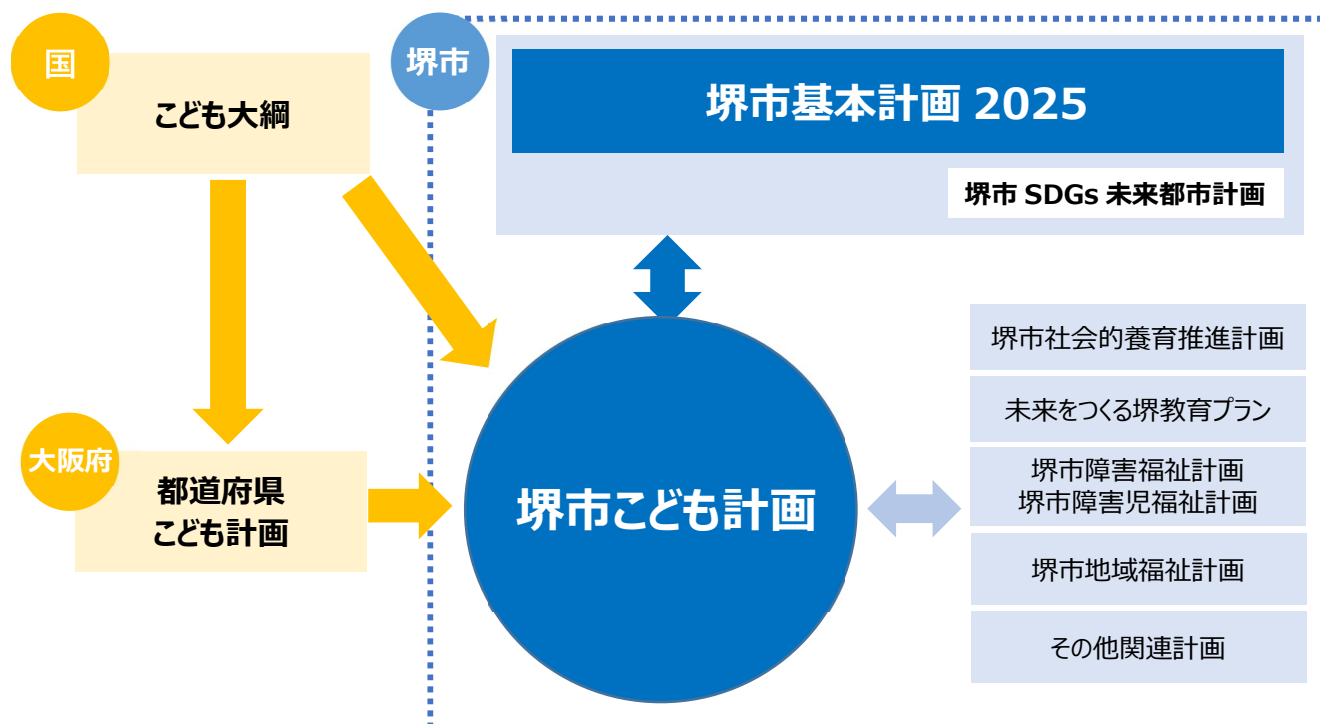 国
こども大綱
堺市
堺市基本計画 2025
堺市 SDGs 未来都市計画
大阪府
都道府県
こども計画
堺市こども計画
堺市社会的養育推進計画
未来をつくる堺教育プラン
堺市障害福祉計画
堺市障害児福祉計画
堺市地域福祉計画
その他関連計画